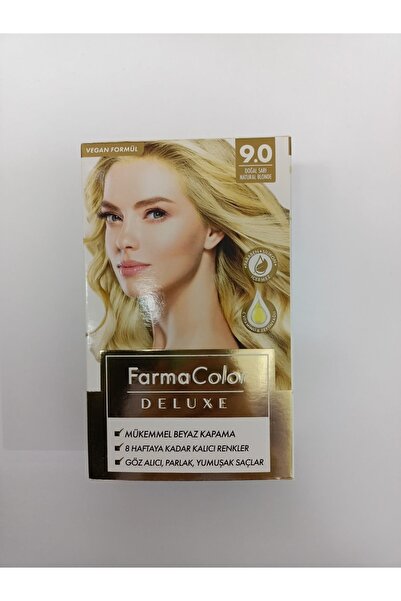 VEGAN FORMÜL
9.0
DOĞAL SARI
NATURAL BLONDE
FarmaColor
DELUXE
MÜKEMMEL BEYAZ KAPAMA
8 HAFTAYA KADAR KALICI RENKLER
GÖZ ALICI, PARLAK, YUMUŞAK SAÇLAR